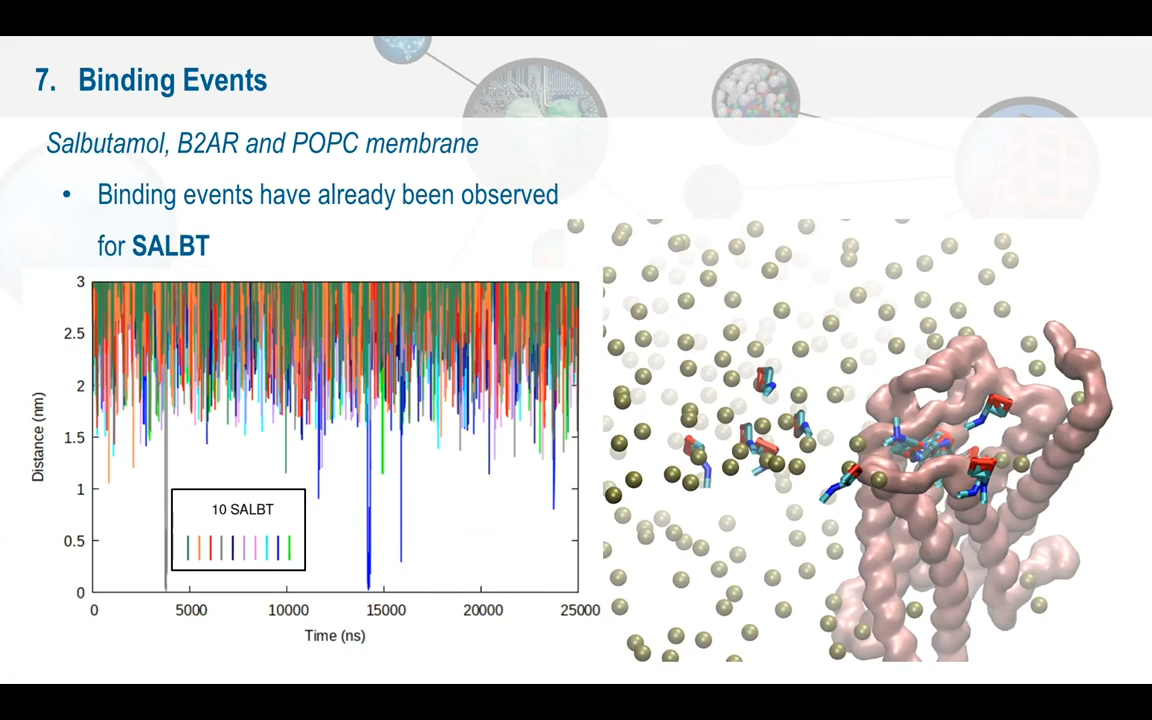 7. Binding Events
Salbutamol, B2AR and POPC membrane
• Binding events have already been observed
for SALBT
3
2.5
2
1.5
1
0.5
0
Distance (nm)
10 SALBT
0 5000 10000 15000 20000 25000
Time (ns)